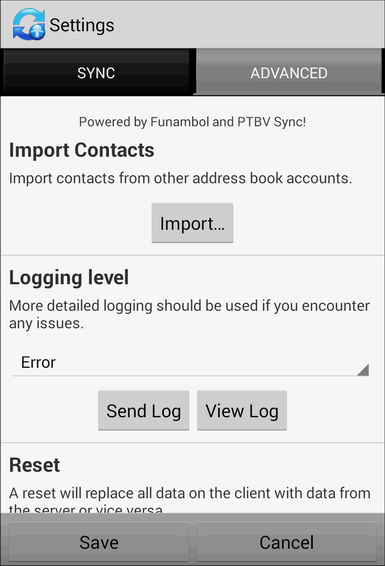 Settings
SYNC
ADVANCED
Powered by Funambol and PTBV Sync!
Import Contacts
Import contacts from other address book accounts.
Import...
Logging level
More detailed logging should be used if you encounter
any issues.
Error
Send Log
View Log
Reset
A reset will replace all data on the client with data from
the server or vice versa
Save
Cancel